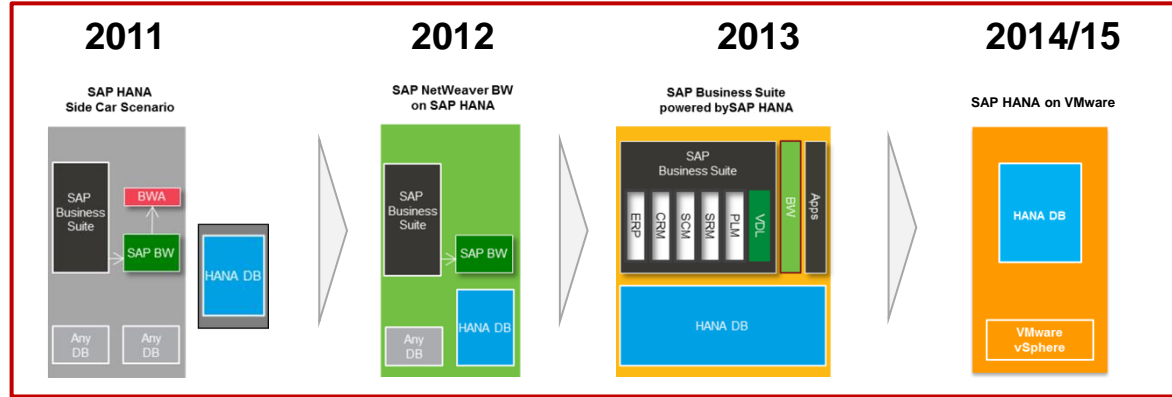 2011
SAP HANA
Side Car Scenario
SAP
Business
Suite
BWA
SAP BW
HANA DB
Any
DB
Any
DB
2012
SAP NetWeaver BW
on SAP HANA
SAP
Business
Suite
SAP BW
HANA DB
Any
DB
2013
SAP Business Suite
powered bySAP HANA
SAP
Business Suite
ERP
CRM
SCM
SRM
PLM
VDL
BW
Apps
HANA DB
2014/15
SAP HANA on VMware
HANA DB
VMware
vSphere